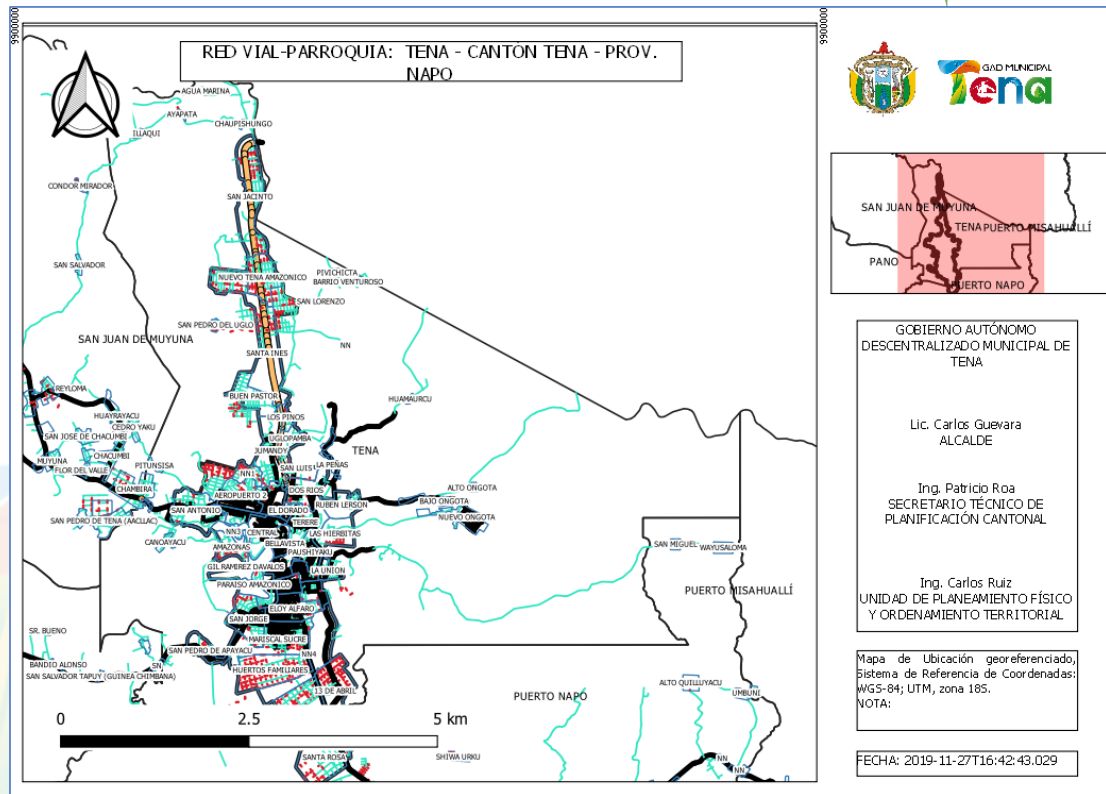 9900000
9900000
RED VIAL-PARROQUIA: TENA - CANTÓN TENA - PROV.
NAPO
AGUA MARINA
AYAPATA
CHAUPISHUNGO
ILLAQUI
CONDOR MIRADOR
SAN JACINTO
SAN SALVADOR
NUEVO TENA AMAZONICO
PIVICHICTA
BARRIO VENTUROSO
SAN LORENZO
SAN PEDRO DEL UGLO
SAN JUAN DE MUYUNA
NN
SANTA INES
REYLOMA
BUEN PASTOR
HUAMAURCU
HUAYRAYACU
CEDRO YAKU
LOS PINOS
SAN JOSE DE CHACUMBI
UGLOPAMBA
JUMANDY
TENA
CHACUMBI
MUYUNA
FLOR DEL VALLE
PITUNSISA
NN1
SAN LUIS1
LA PEÑAS
CHAMBIRA
AEROPUERTO 2
DOS RIOS
ALTO ONGOTA
SAN ANTONIO
EL DORADO
RUBEN LERSON
BAJO ONGOTA
SAN PEDRO DE TENA (AACLLAC)
TERERE
NUEVO ONGOTA
CANOAYACU
NN3
CENTRAL
LAS HIERBITAS
AMAZONAS
BELLAVISTA
PAUSHIYAKU
SAN MIGUEL
WAYUSALOMA
GIL RAMIREZ DAVALOS
LA UNION
PARAISO AMAZONICO
PUERTO MISAHUALLÍ
ELOY ALFARO
SAN JORGE
SR. BUENO
MARISCAL SUCRE
SAN PEDRO DE APAYACU
NN4
BANDIO ALONSO
SN
SAN SALVADOR TAPUY (GUINEA CHIMBANA)
HUERTOS FAMILIARES
13 DE ABRIL
PUERTO NAPO
ALTO QUILLUYACU
UMBUNI
0 2.5 5 km
SANTA ROSA
SHIWA URKU
NN
NN
GAD MUNICIPAL
Tena
SAN JUAN DE MUYUNA
TENA
PUERTO MISAHUALLÍ
PANO
PUERTO NAPO
GOBIERNO AUTÓNOMO
DESCENTRALIZADO MUNICIPAL DE
TENA
Lic. Carlos Guevara
ALCALDE
Ing. Patricio Roa
SECRETARIO TÉCNICO DE
PLANIFICACIÓN CANTONAL
Ing. Carlos Ruiz
UNIDAD DE PLANEAMIENTO FÍSICO
Y ORDENAMIENTO TERRITORIAL
Mapa de Ubicación georeferenciado,
Sistema de Referencia de Coordenadas:
WGS-84; UTM, zona 18S.
NOTA:
FECHA: 2019-11-27T16:42:43.029